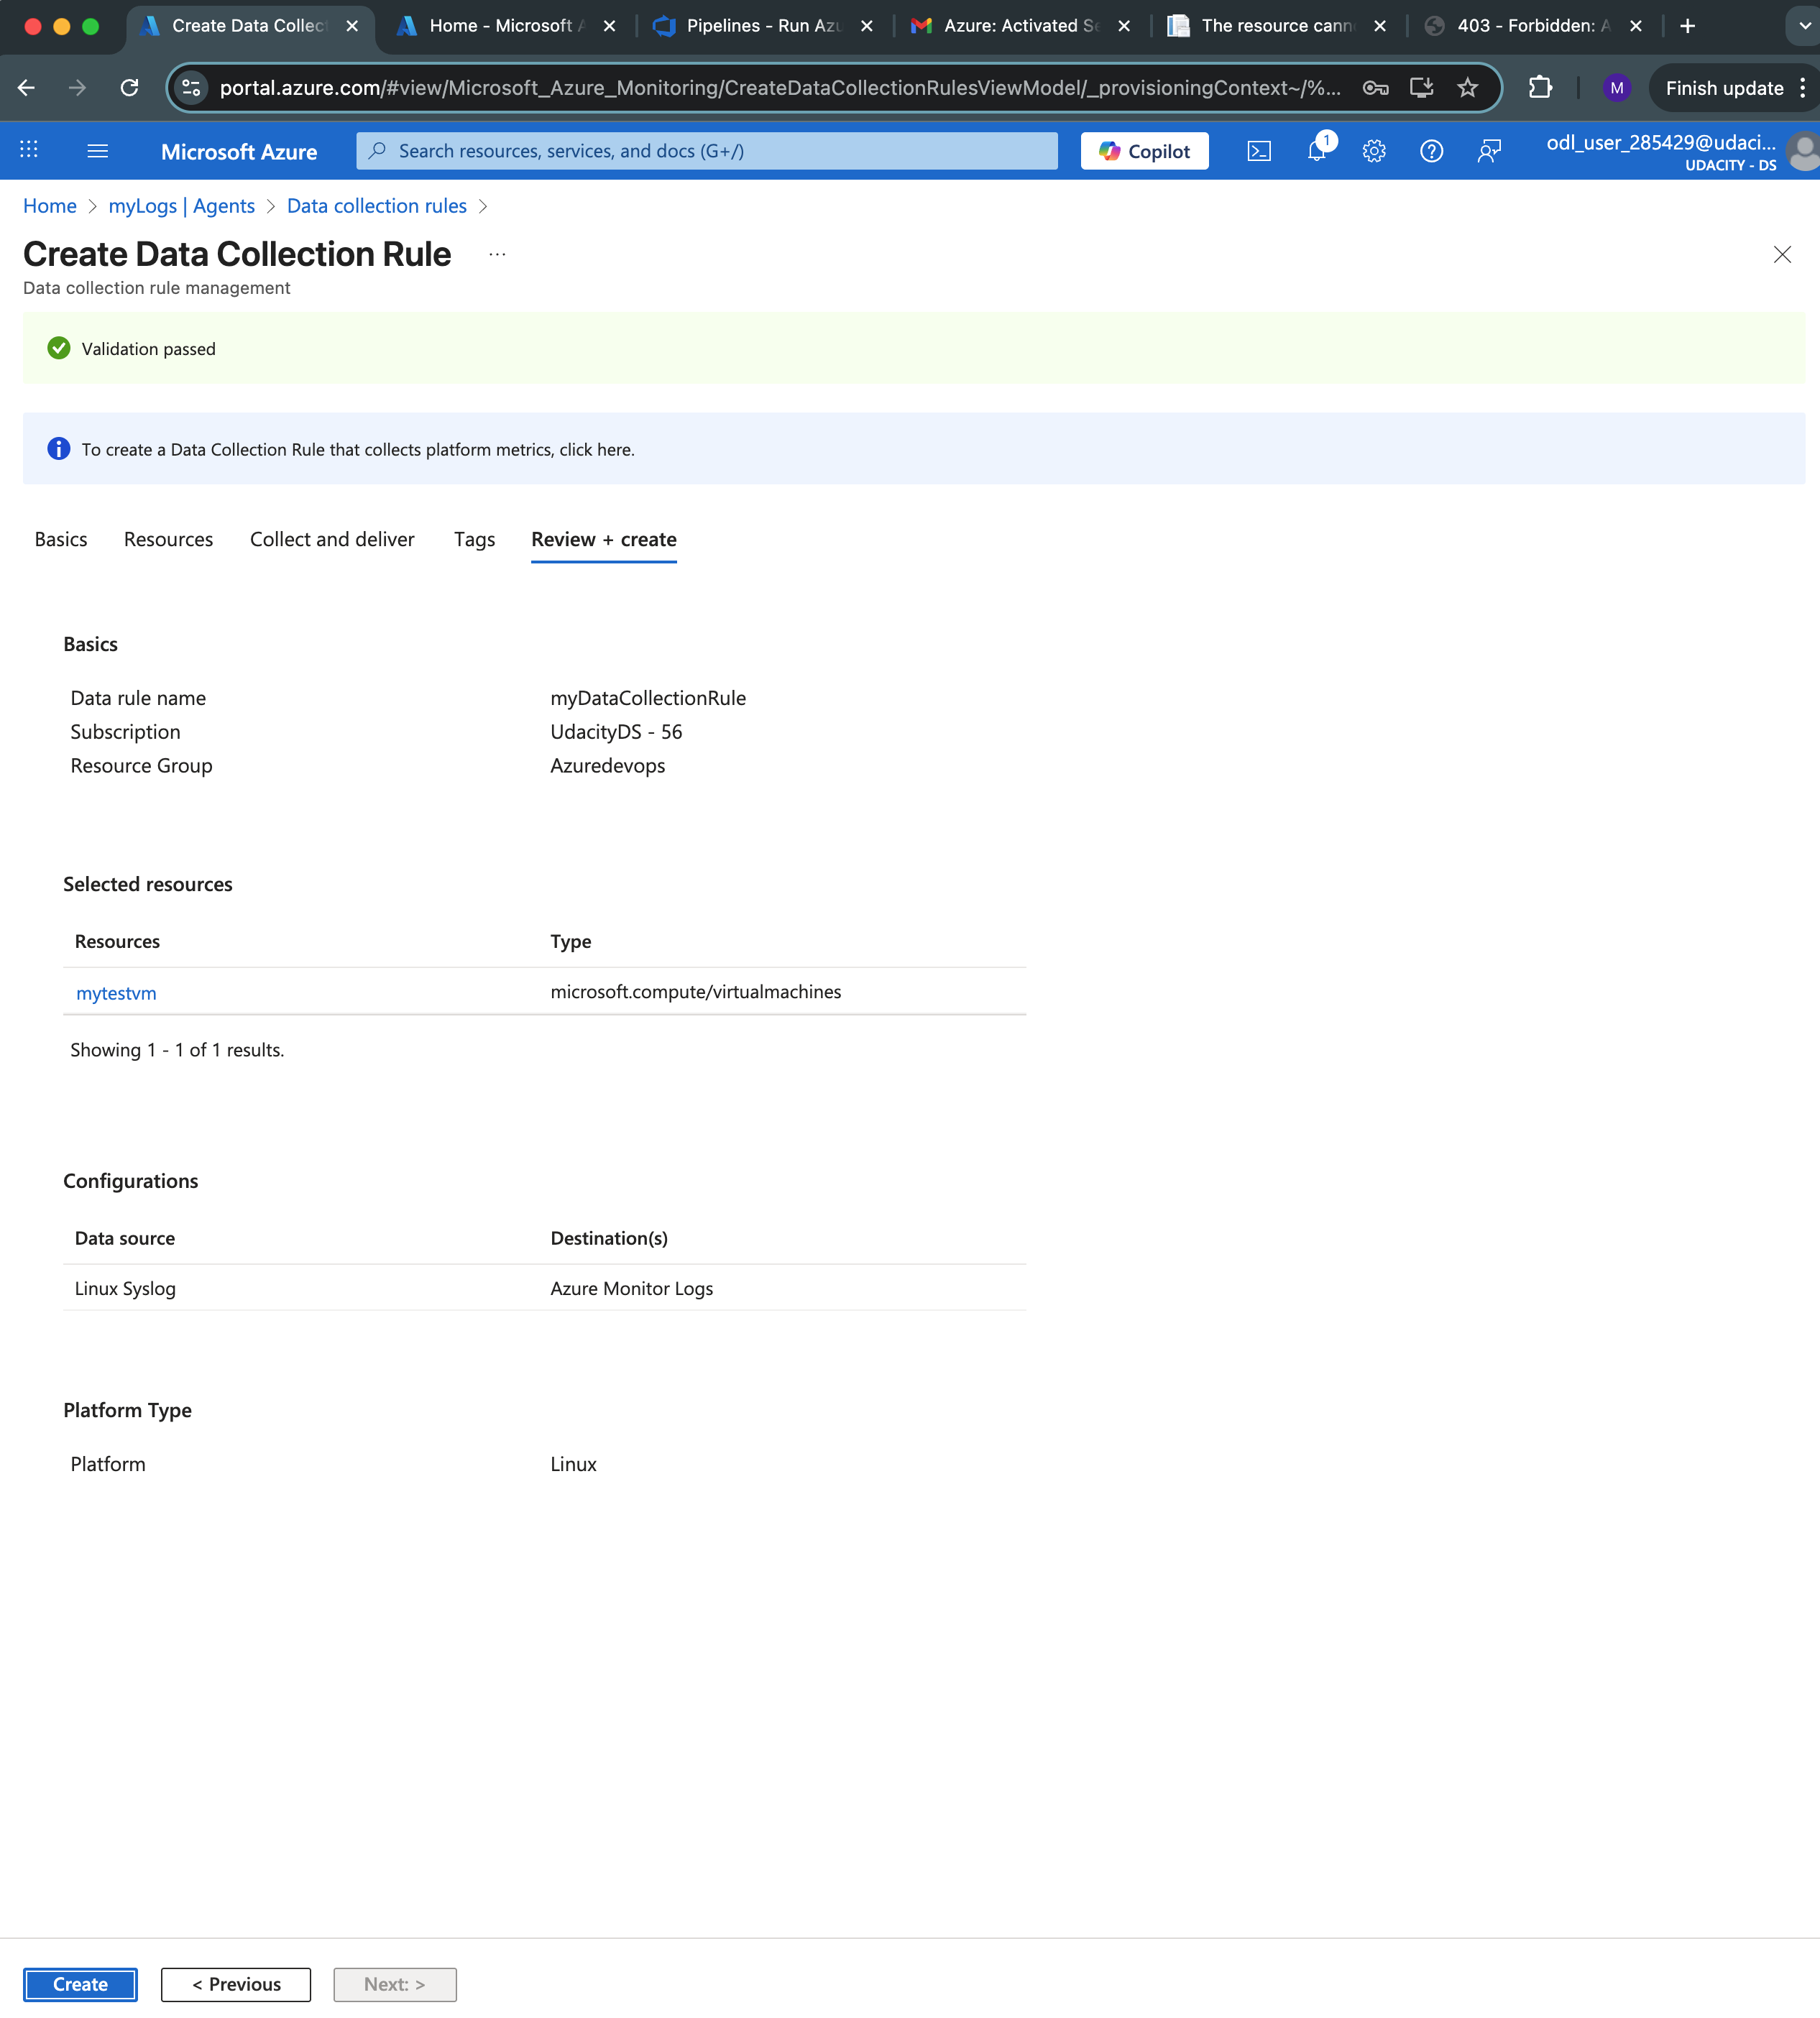 Create Data Collec
Home - Microsoft A
Pipelines - Run Azu
Azure: Activated Se
The resource cann
403 - Forbidden: A
portal.azure.com/#view/Microsoft_Azure_Monitoring/CreateDataCollectionRulesViewModel/_provisioningContext~/%...
M
Finish update
Microsoft Azure
Search resources, services, and docs (G+/)
Copilot
1
odl_user_285429@udaci...
UDACITY - DS
Home > myLogs | Agents > Data collection rules >
Create Data Collection Rule ...
Data collection rule management
Validation passed
To create a Data Collection Rule that collects platform metrics, click here.
Basics Resources Collect and deliver Tags Review + create
Basics
Data rule name myDataCollectionRule
Subscription UdacityDS - 56
Resource Group Azuredevops
Selected resources
Resources Type
mytestvm microsoft.compute/virtualmachines
Showing 1 - 1 of 1 results.
Configurations
Data source Destination(s)
Linux Syslog Azure Monitor Logs
Platform Type
Platform Linux
Create < Previous Next: >